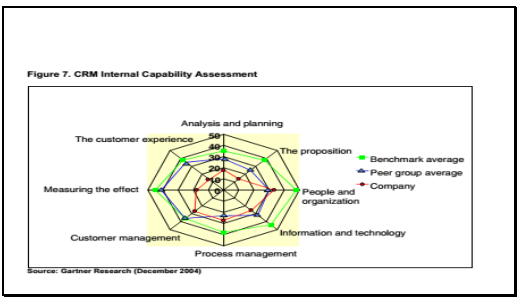 Figure 7. CRM Internal Capability Assessment
Analysis and planning
50
40
30
20
10
0
The customer experience
The proposition
Benchmark average
Peer group average
Company
Measuring the effect
People and
organization
Customer management
Information and technology
Process management
Source: Gartner Research (December 2004)